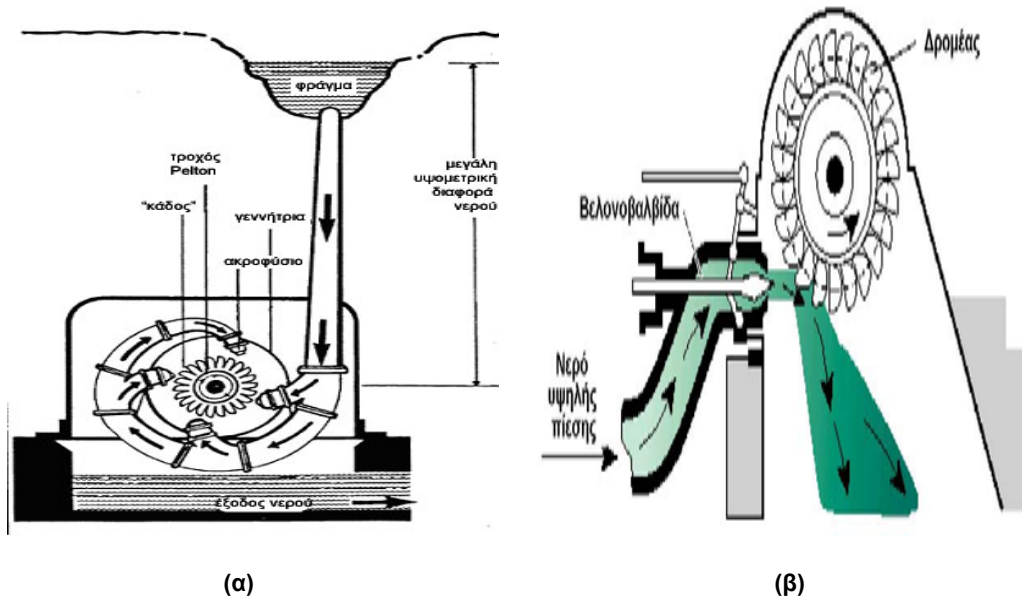 φράγμα
τροχός
Pelton
"κάδος"
γεννήτρια
ακροφύσιο
μεγάλη
υψομετρική
διαφορά
νερού
έξοδος νερού
(α)
Δρομέας
Βελονοβαλβίδα
Νερό
υψηλής
πίεσης
(β)